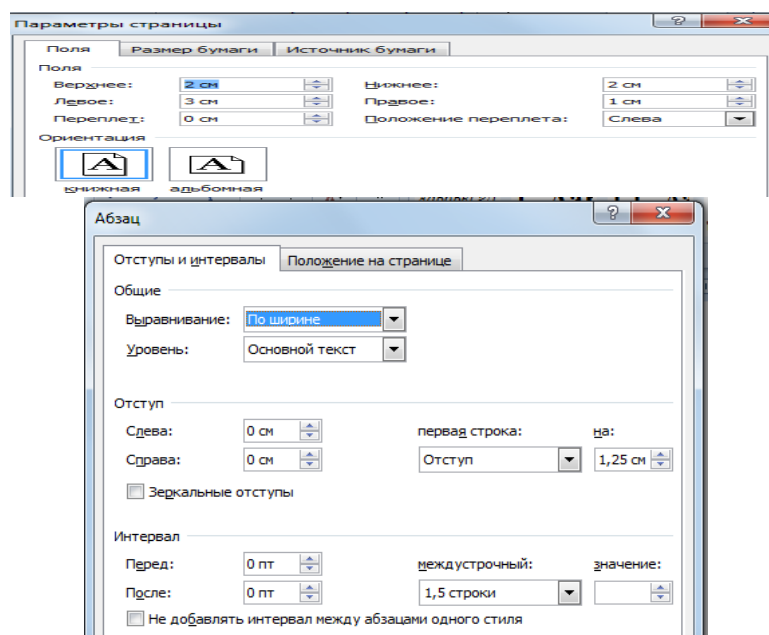 Параметры страницы
Поля Размер бумаги Источник бумаги
Поля
Верхнее: 2 см Нижнее: 2 см
Левое: 3 см Правое: 1 см
Переплет: 0 см Положение переплета: Слева
Ориентация
А А
книжная альбомная
Абзац
Отступы и интервалы Положение на странице
Общие
Выравнивание: По ширине
Уровень: Основной текст
Отступ
Слева: 0 см первая строка: на:
Справа: 0 см Отступ 1,25 см
Зеркальные отступы
Интервал
Перед: 0 пт междустрочный: значение:
После: 0 пт 1,5 строки
Не добавлять интервал между абзацами одного стиля